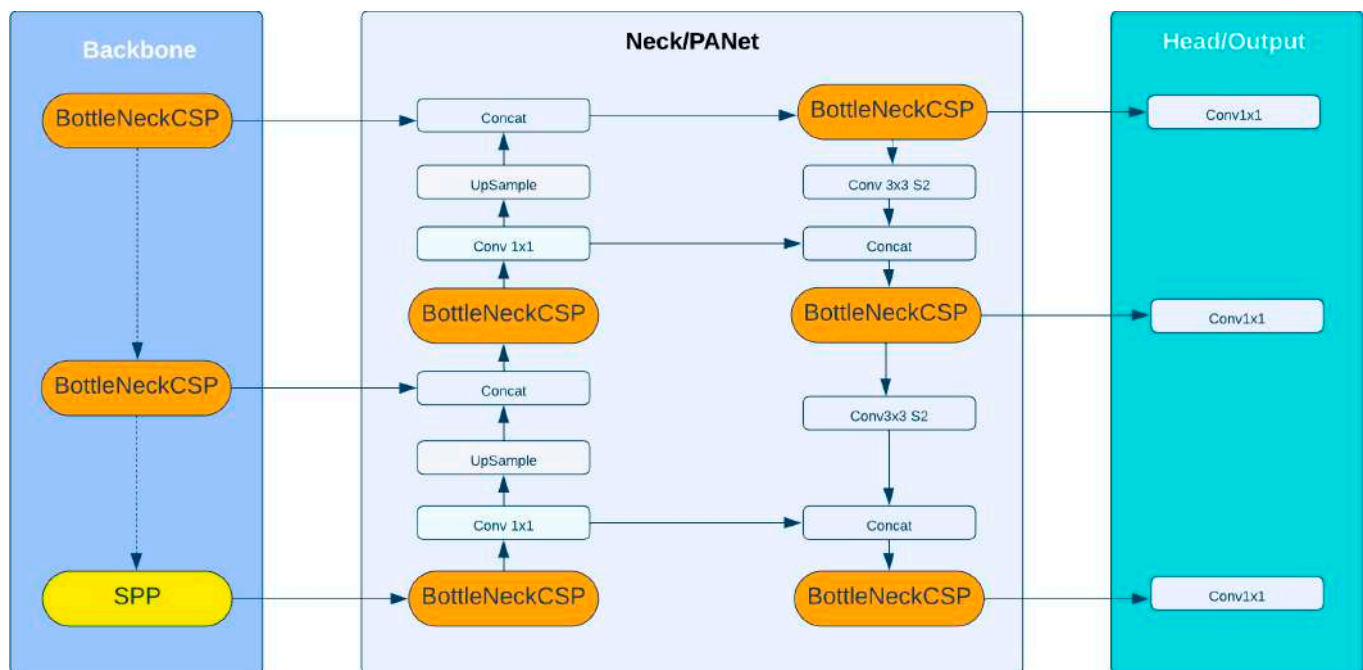 Backbone
BottleNeckCSP
BottleNeckCSP
SPP
Neck/PANet
Concat
UpSample
Conv 1x1
BottleNeckCSP
Concat
UpSample
Conv 1x1
BottleNeckCSP
BottleNeckCSP
Conv 3x3 S2
Concat
BottleNeckCSP
Conv3x3 S2
Concat
BottleNeckCSP
Head/Output
Conv1x1
Conv1x1
Conv1x1